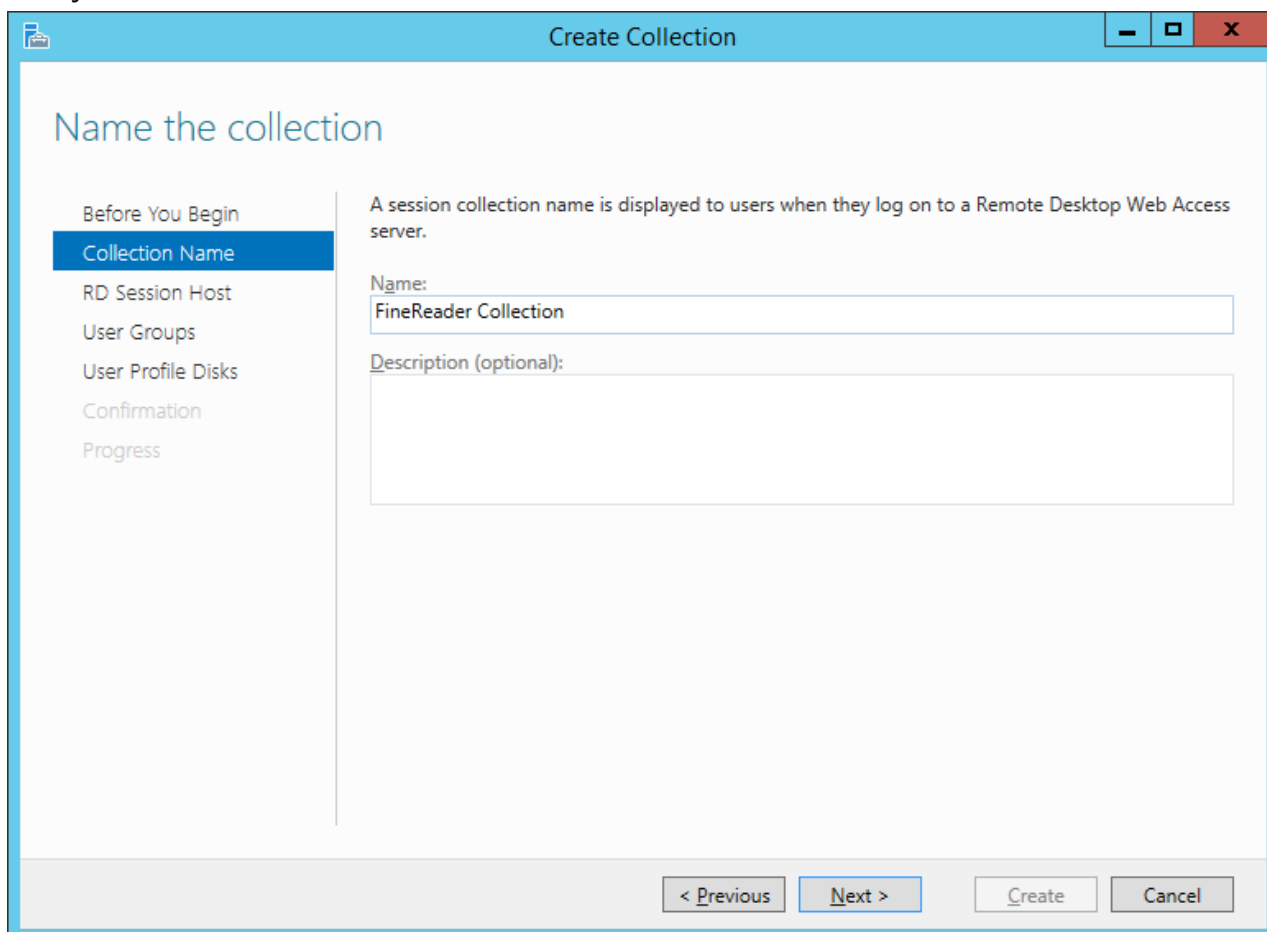 Create Collection
Name the collection
Before You Begin
Collection Name
RD Session Host
User Groups
User Profile Disks
Confirmation
Progress
A session collection name is displayed to users when they log on to a Remote Desktop Web Access
server.
Name:
FineReader Collection
Description (optional):
< Previous
Next >
Create
Cancel